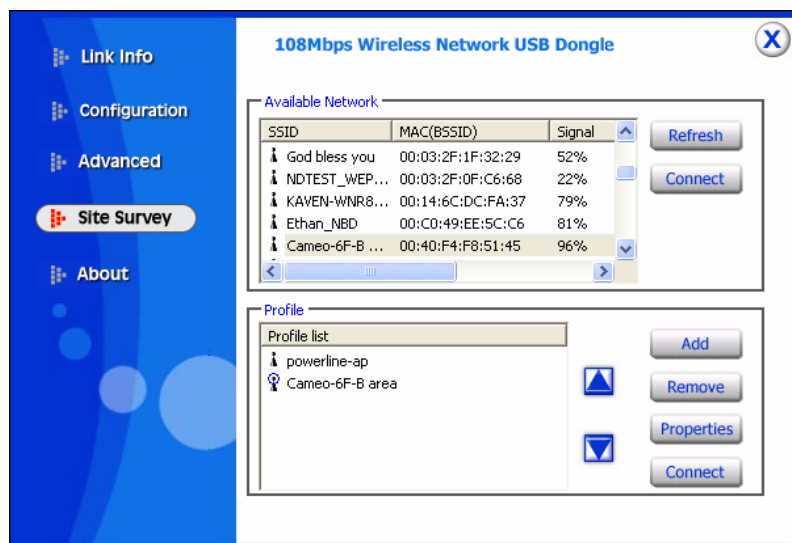 108Mbps Wireless Network USB Dongle
X
Link Info
Configuration
Advanced
Site Survey
About
Available Network
SSID MAC(BSSID) Signal
God bless you 00:03:2F:1F:32:29 52%
NDTEST_WEP... 00:03:2F:0F:C6:68 22%
KAVEN-WNR8... 00:14:6C:DC:FA:37 79%
Ethan_NBD 00:C0:49:EE:5C:C6 81%
Cameo-6F-B ... 00:40:F4:F8:51:45 96%
Refresh
Connect
Profile
Profile list
powerline-ap
Cameo-6F-B area
Add
Remove
Properties
Connect